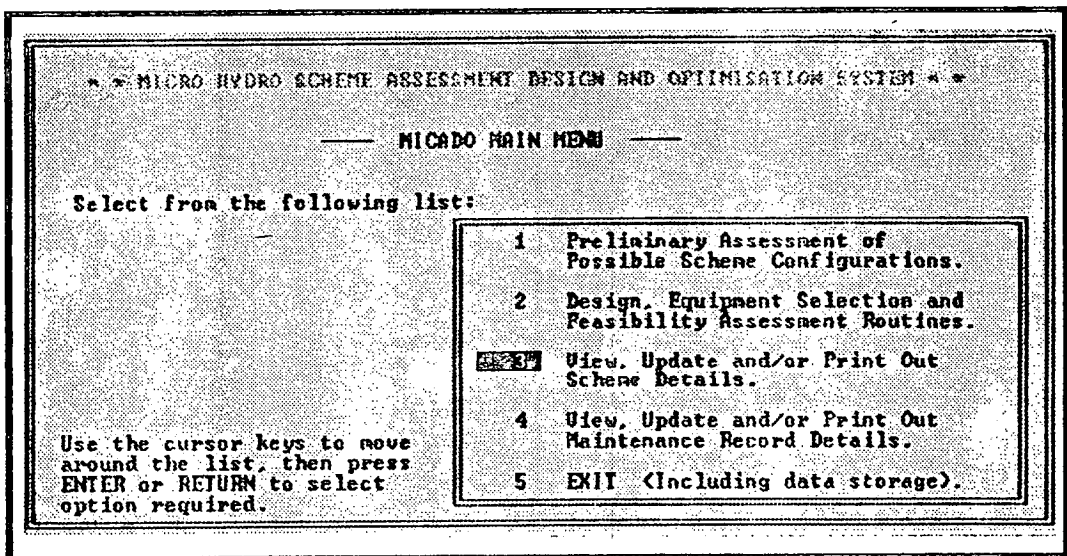 * * MICRO HYDRO SCHEME ASSESSMENT DESIGN AND OPTIMISATION SYSTEM * *
MICADO MAIN MENU
Select from the following list:
1 Preliminary Assessment of
Possible Scheme Configurations.
2 Design, Equipment Selection and
Feasibility Assessment Routines.
3 View, Update and/or Print Out
Scheme Details.
4 View, Update and/or Print Out
Maintenance Record Details.
5 EXIT (Including data storage).
Use the cursor keys to move
around the list, then press
ENTER or RETURN to select
option required.